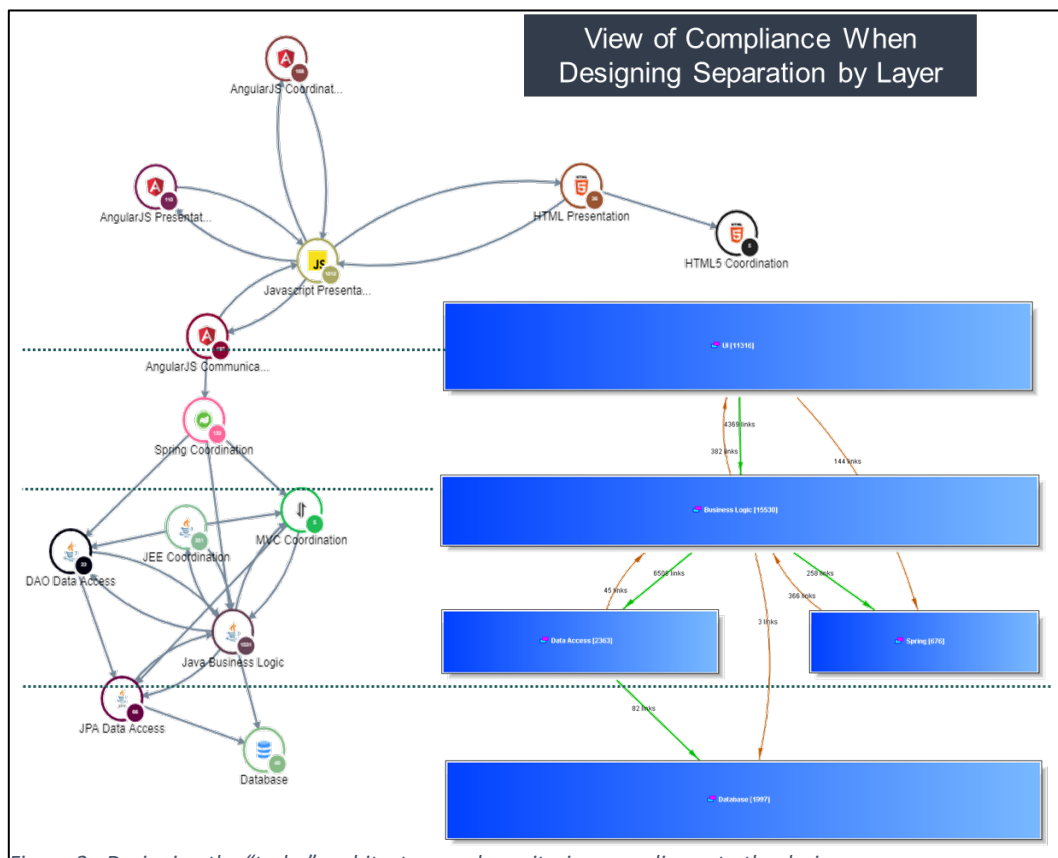 View of Compliance When
Designing Separation by Layer
AngularJS Coordinat...
AngularJS Presentat...
HTML Presentation
HTML5 Coordination
JS
Javascript Presenta...
AngularJS Communica...
UI [11316]
4369 links
382 links
144 links
Spring Coordination
Business Logic [15530]
MVC Coordination
JEE Coordination
DAO Data Access
Java Business Logic
45 links
258 links
368 links
3 links
Data Access [2363]
Spring [676]
JPA Data Access
82 links
Database
Database [1997]